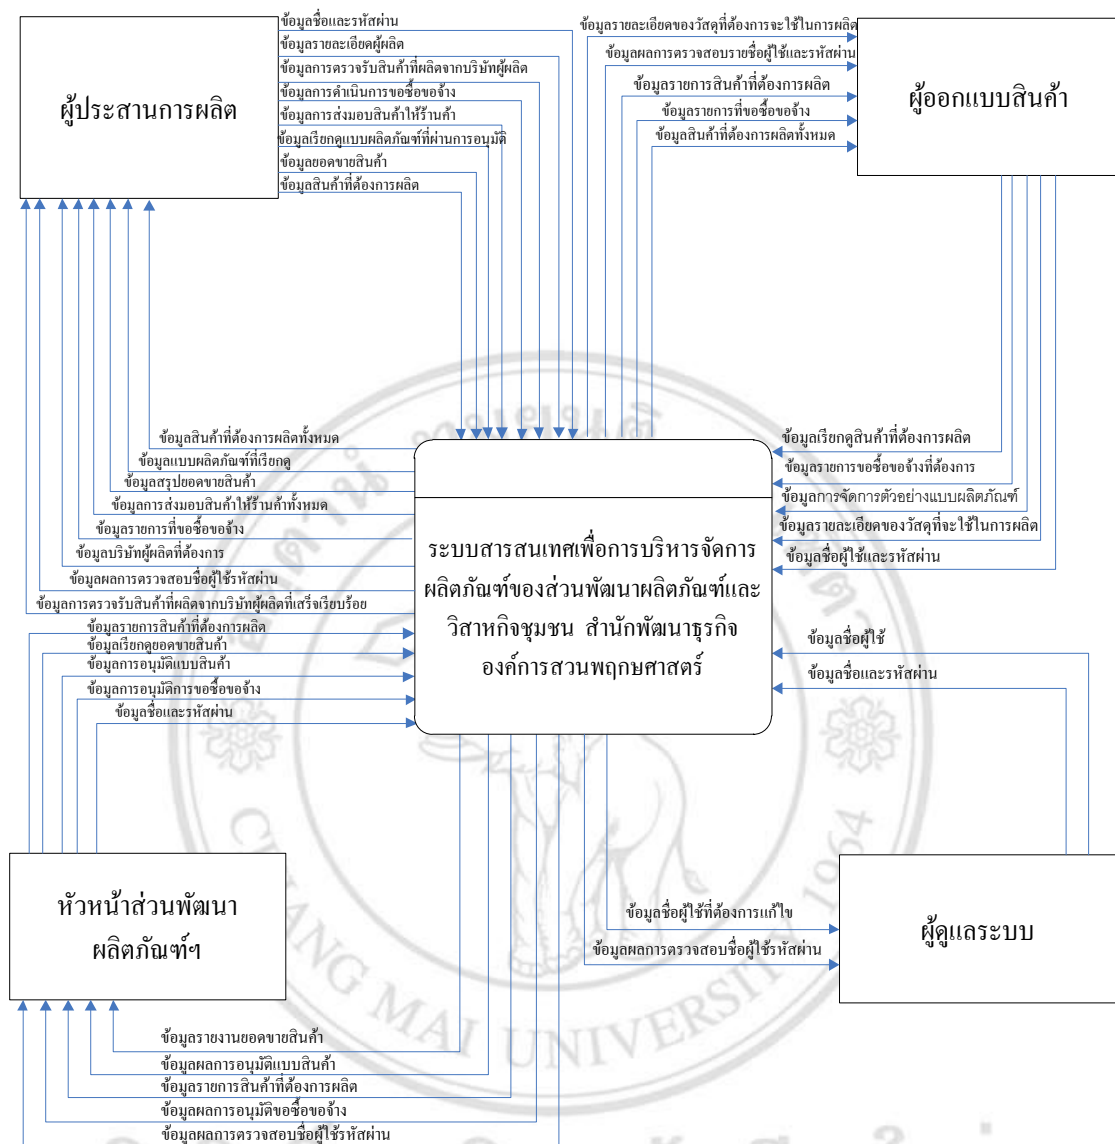 ผู้ประสานการผลิต
ข้อมูลชื่อและรหัสผ่าน
ข้อมูลรายละเอียดผู้ผลิต
ข้อมูลการตรวจรับสินค้าที่ผลิตจากบริษัทผู้ผลิต
ข้อมูลการดำเนินการขอซื้อขอจ้าง
ข้อมูลการส่งมอบสินค้าให้ร้านค้า
ข้อมูลเรียกดูแบบผลิตภัณฑ์ที่ผ่านการอนุมัติ
ข้อมูลยอดขายสินค้า
ข้อมูลสินค้าที่ต้องการผลิต
ข้อมูลรายละเอียดของวัสดุที่ต้องการจะใช้ในการผลิต
ข้อมูลผลการตรวจสอบรายชื่อผู้ใช้และรหัสผ่าน
ข้อมูลรายการสินค้าที่ต้องการผลิต
ข้อมูลรายการที่ขอซื้อขอจ้าง
ข้อมูลสินค้าที่ต้องการผลิตทั้งหมด
ผู้ออกแบบสินค้า
ข้อมูลสินค้าที่ต้องการผลิตทั้งหมด
ข้อมูลแบบผลิตภัณฑ์ที่เรียกดู
ข้อมูลสรุปยอดขายสินค้า
ข้อมูลการส่งมอบสินค้าให้ร้านค้าทั้งหมด
ข้อมูลรายการที่ขอซื้อขอจ้าง
ข้อมูลบริษัทผู้ผลิตที่ต้องการ
ข้อมูลผลการตรวจสอบชื่อผู้ใช้รหัสผ่าน
ข้อมูลการตรวจรับสินค้าที่ผลิตจากบริษัทผู้ผลิตที่เสร็จเรียบร้อย
ข้อมูลรายการสินค้าที่ต้องการผลิต
ข้อมูลเรียกดูยอดขายสินค้า
ข้อมูลการอนุมัติแบบสินค้า
ข้อมูลการอนุมัติการขอซื้อขอจ้าง
ข้อมูลชื่อและรหัสผ่าน
ระบบสารสนเทศเพื่อการบริหารจัดการ
ผลิตภัณฑ์ของส่วนพัฒนาผลิตภัณฑ์และ
วิสาหกิจชุมชน สำนักพัฒนาธุรกิจ
องค์การสวนพฤกษศาสตร์
ข้อมูลเรียกดูสินค้าที่ต้องการผลิต
ข้อมูลรายการขอซื้อขอจ้างที่ต้องการ
ข้อมูลการจัดการตัวอย่างแบบผลิตภัณฑ์
ข้อมูลรายละเอียดของวัสดุที่จะใช้ในการผลิต
ข้อมูลชื่อผู้ใช้และรหัสผ่าน
ข้อมูลชื่อผู้ใช้
ข้อมูลชื่อและรหัสผ่าน
หัวหน้าส่วนพัฒนา
ผลิตภัณฑ์ฯ
ข้อมูลชื่อผู้ใช้ที่ต้องการแก้ไข
ข้อมูลผลการตรวจสอบชื่อผู้ใช้รหัสผ่าน
ผู้ดูแลระบบ
ข้อมูลรายงานยอดขายสินค้า
ข้อมูลผลการอนุมัติแบบสินค้า
ข้อมูลรายการสินค้าที่ต้องการผลิต
ข้อมูลผลการอนุมัติขอซื้อขอจ้าง
ข้อมูลผลการตรวจสอบชื่อผู้ใช้รหัสผ่าน
MAI UNIVERSITY 1964